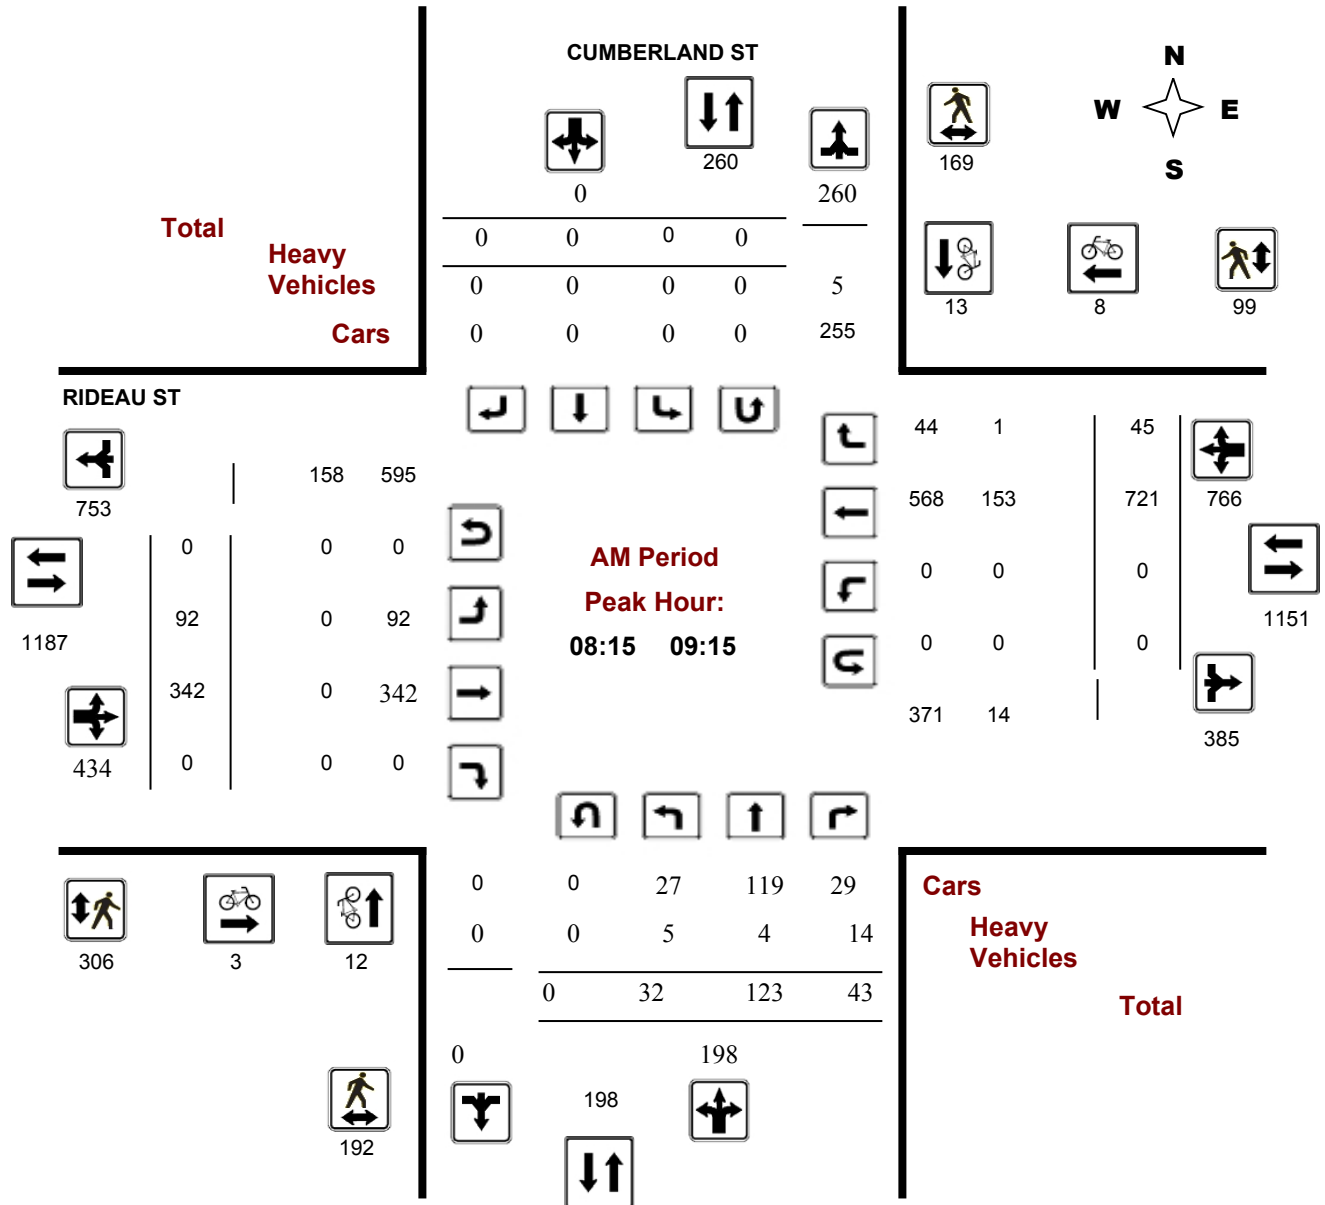 CUMBERLAND ST
N
W E
S
260
169
0
260
Total
0 0 0 0
Heavy
Vehicles
0 0 0 0 5
Cars
0 0 0 0 255
13 8 99
RIDEAU ST
44 1 45
158 595
753
568 153 721 766
0 0 0
AM Period
0 0 0
Peak Hour:
92 0 92
1187
08:15 09:15
0 0 0
1151
342 0 342
371 14
385
434 0 0 0
0 0 27 119 29
Cars
0 0 5 4 14
Heavy
Vehicles
306 3 12
0 32 123 43
Total
0 198
198
192